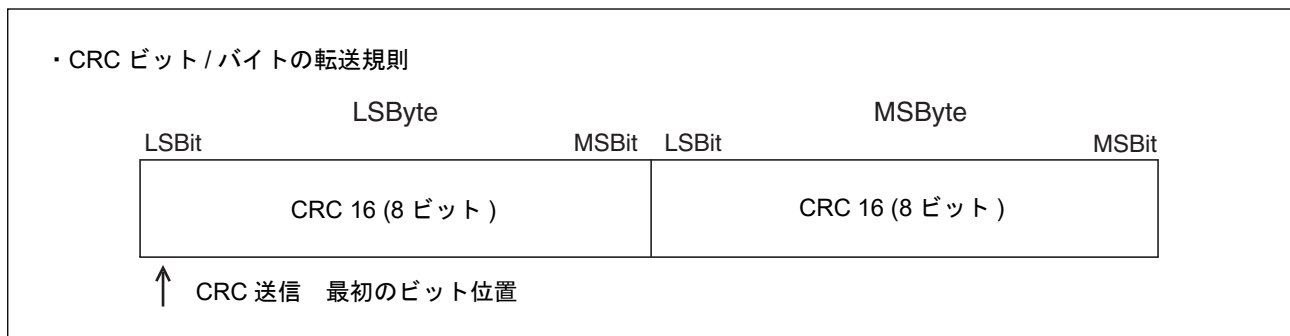 ・CRC ビット / バイトの転送規則
LSByte MSByte
LSBit MSBit LSBit MSBit
CRC 16 (8 ビット ) CRC 16 (8 ビット )
CRC 送信　最初のビット位置